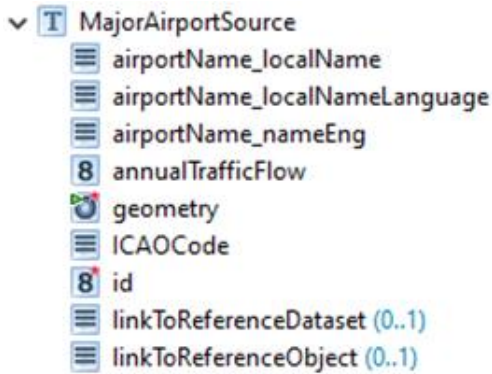 T MajorAirportSource
airportName_localName
airportName_localNameLanguage
airportName_nameEng
8 annualTrafficFlow
geometry
ICAOCode
8* id
linkToReferenceDataset (0..1)
linkToReferenceObject (0..1)